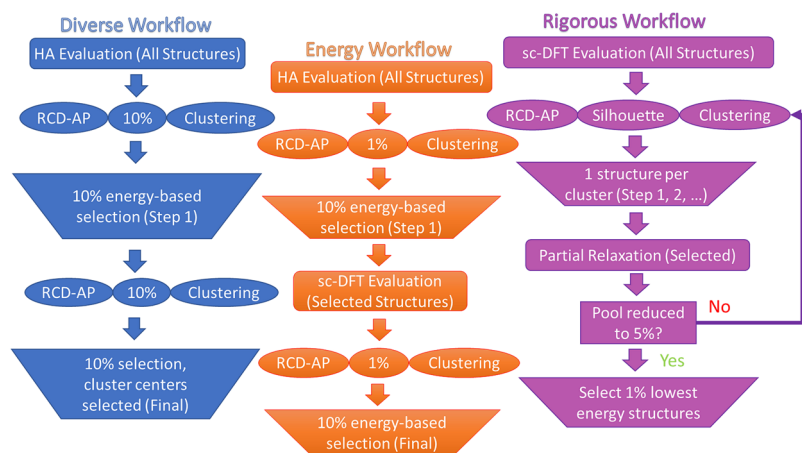 Diverse Workflow
HA Evaluation (All Structures)
RCD-AP
10%
Clustering
10% energy-based
selection (Step 1)
RCD-AP
10%
Clustering
10% selection,
cluster centers
selected (Final)
Energy Workflow
HA Evaluation (All Structures)
RCD-AP
1%
Clustering
10% energy-based
selection (Step 1)
sc-DFT Evaluation
(Selected Structures)
RCD-AP
1%
Clustering
10% energy-based
selection (Final)
Rigorous Workflow
sc-DFT Evaluation (All Structures)
RCD-AP
Silhouette
Clustering
1 structure per
cluster (Step 1, 2, ...)
Partial Relaxation (Selected)
Pool reduced
to 5%?
No
Yes
Select 1% lowest
energy structures